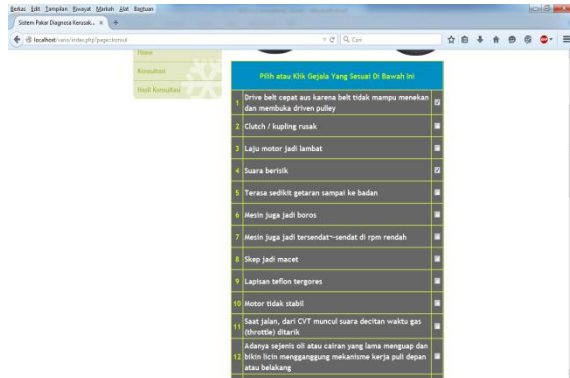 Berkas Edit Tampilan Riwayat Markah Alat Bantuan
Sistem Pakar Diagnosa Kerusak...
localhost/vario/index.php?page=konsul
Cari
Home
Konsultasi
Hasil Konsultasi
Pilih atau Klik Gejala Yang Sesuai Di Bawah Ini
1 Drive belt cepat aus karena belt tidak mampu menekan
dan membuka driven pulley
2 Clutch / kupling rusak
3 Laju motor jadi lambat
4 Suara berisik
5 Terasa sedikit getaran sampai ke badan
6 Mesin juga jadi boros
7 Mesin juga jadi tersendat~-sendat di rpm rendah
8 Skep jadi macet
9 Lapisan teflon tergores
10 Motor tidak stabil
11 Saat jalan, dari CVT muncul suara decitan waktu gas
(throttle) ditarik
12 Adanya sejenis oli atau cairan yang lama menguap dan
bikin licin mengganggung mekanisme kerja puli depan
atau belakang